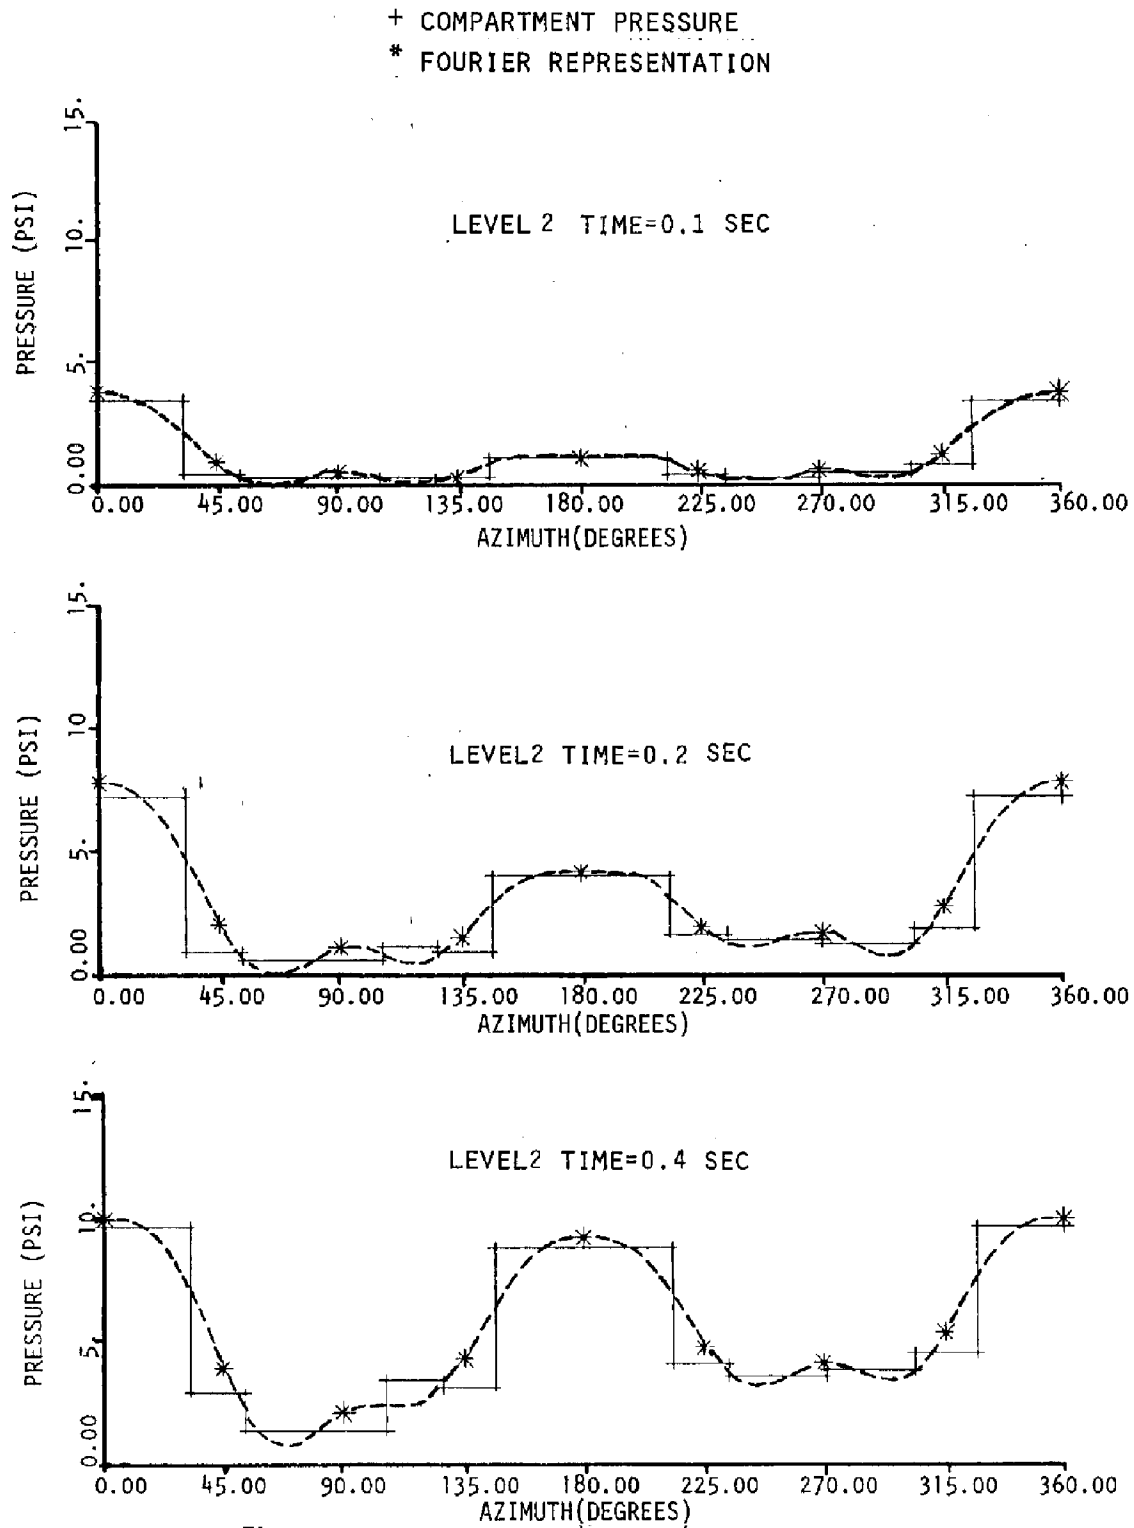 + COMPARTMENT PRESSURE
* FOURIER REPRESENTATION
15.
10.
5.
0.00
PRESSURE (PSI)
LEVEL 2 TIME=0.1 SEC
0.00 45.00 90.00 135.00 180.00 225.00 270.00 315.00 360.00
AZIMUTH(DEGREES)
15.
10
5.
0.00
PRESSURE (PSI)
LEVEL2 TIME=0.2 SEC
0.00 45.00 90.00 135.00 180.00 225.00 270.00 315.00 360.00
AZIMUTH(DEGREES)
15.
10.
5.
0.00
PRESSURE (PSI)
LEVEL2 TIME=0.4 SEC
0.00 45.00 90.00 135.00 180.00 225.00 270.00 315.00 360.00
AZIMUTH(DEGREES)